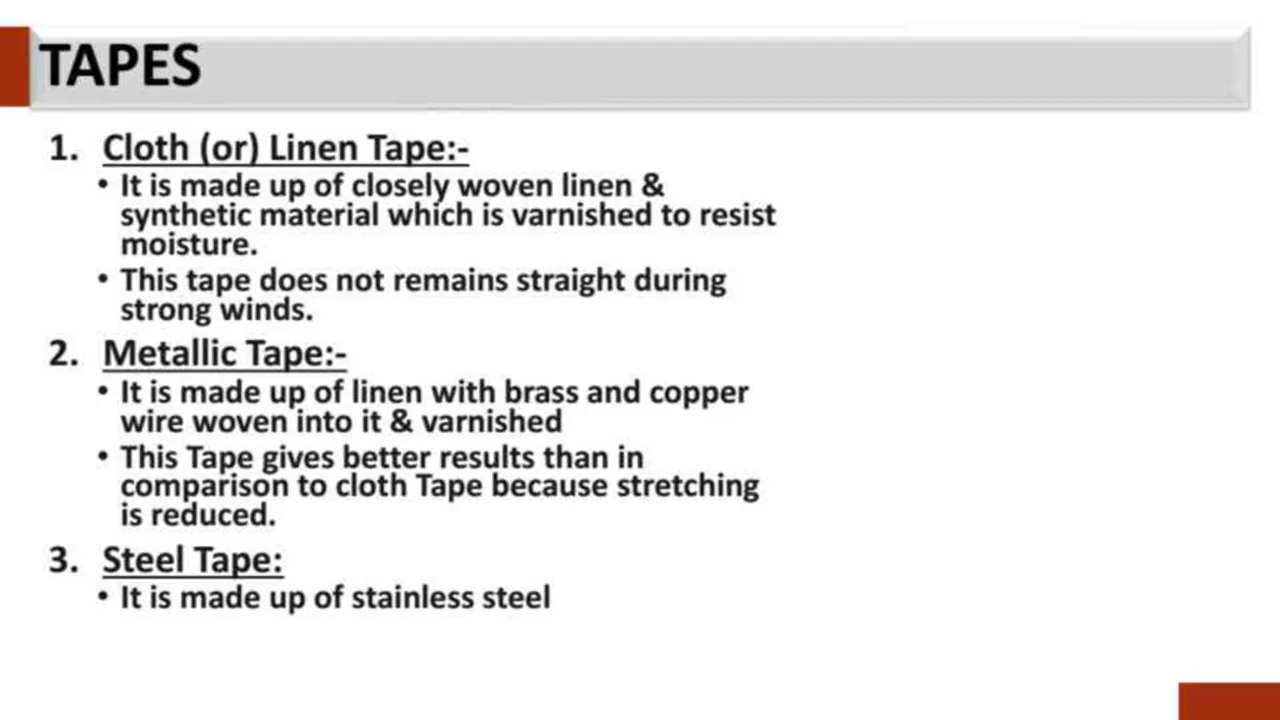 TAPES
1. Cloth (or) Linen Tape:-
• It is made up of closely woven linen &
synthetic material which is varnished to resist
moisture.
• This tape does not remains straight during
strong winds.
2. Metallic Tape:-
• It is made up of linen with brass and copper
wire woven into it & varnished
• This Tape gives better results than in
comparison to cloth Tape because stretching
is reduced.
3. Steel Tape:
• It is made up of stainless steel